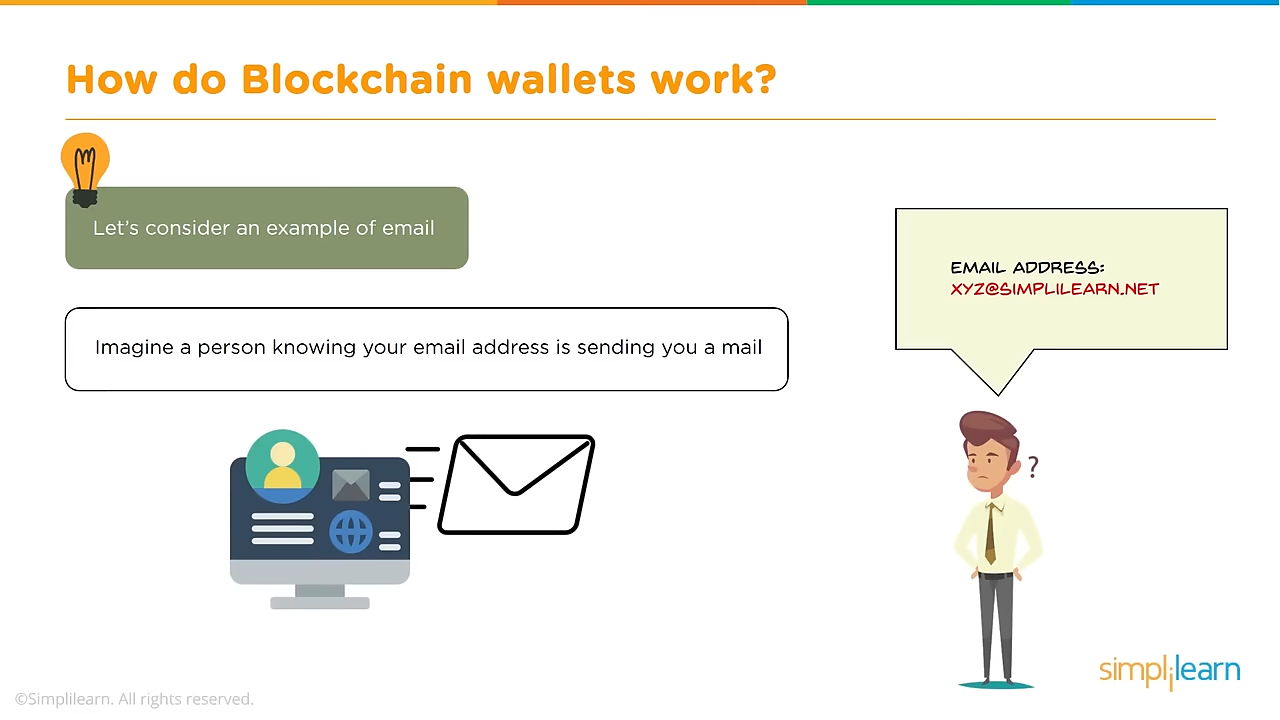 How do Blockchain wallets work?
Let's consider an example of email
EMAIL ADDRESS:
XYZ@SIMPLILEARN.NET
Imagine a person knowing your email address is sending you a mail
?
simplilearn
©Simplilearn. All rights reserved.